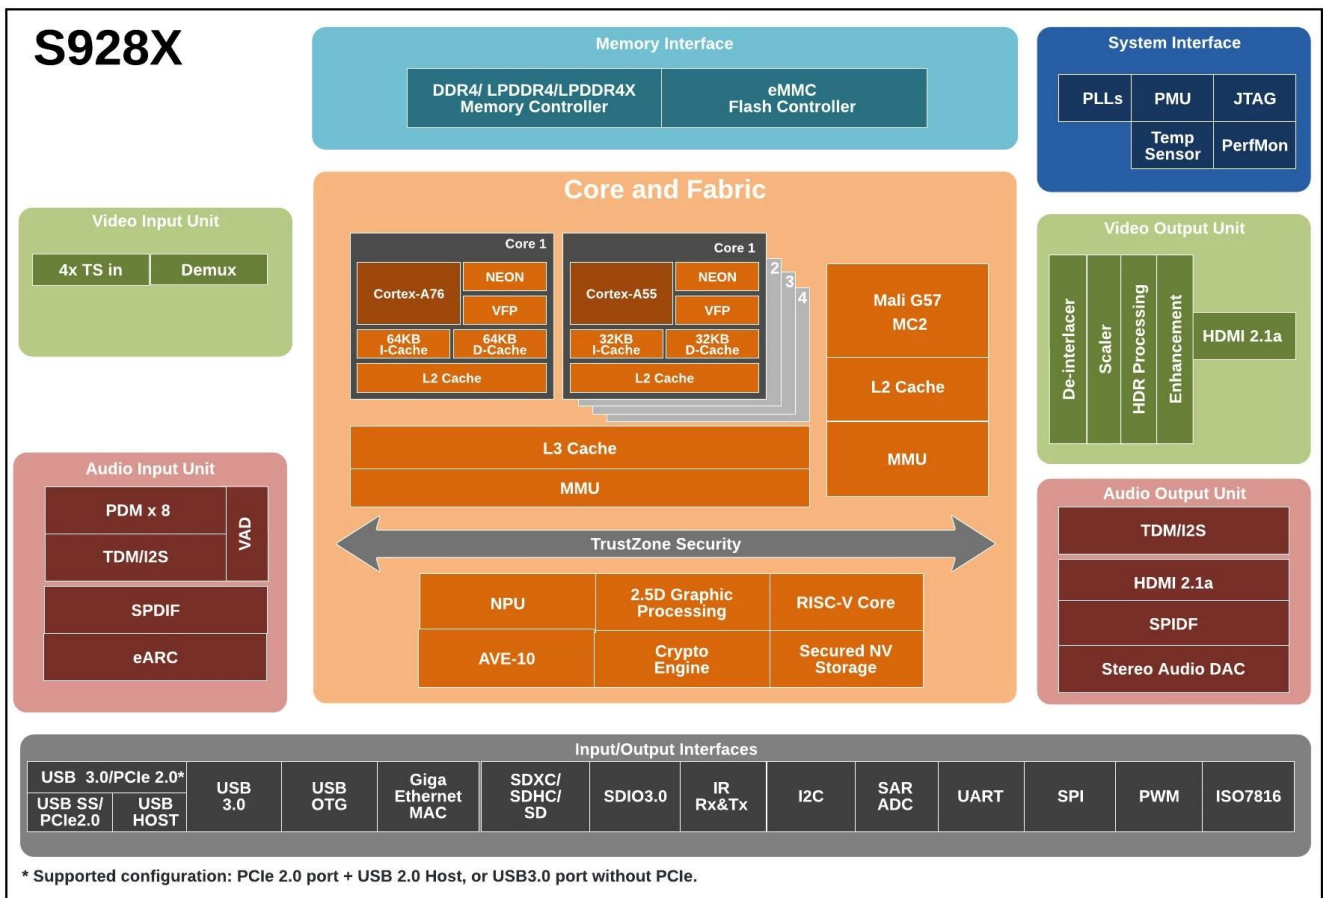 S928X
Memory Interface
DDR4/ LPDDR4/LPDDR4X
Memory Controller
eMMC
Flash Controller
System Interface
PLLs
PMU
JTAG
Temp
Sensor
PerfMon
Video Input Unit
4x TS in
Demux
Core and Fabric
Core 1
Cortex-A76
NEON
VFP
64KB
I-Cache
64KB
D-Cache
L2 Cache
Core 1
2
3
4
Cortex-A55
NEON
VFP
32KB
I-Cache
32KB
D-Cache
L2 Cache
Mali G57
MC2
L2 Cache
MMU
L3 Cache
MMU
TrustZone Security
NPU
2.5D Graphic
Processing
RISC-V Core
AVE-10
Crypto
Engine
Secured NV
Storage
Video Output Unit
De-interlacer
Scaler
HDR Processing
Enhancement
HDMI 2.1a
Audio Input Unit
PDM x 8
TDM/I2S
VAD
SPDIF
eARC
Audio Output Unit
TDM/I2S
HDMI 2.1a
SPIDF
Stereo Audio DAC
Input/Output Interfaces
USB 3.0/PCIe 2.0*
USB SS/
PCIe2.0
USB
HOST
USB
3.0
USB
OTG
Giga
Ethernet
MAC
SDXC/
SDHC/
SD
SDIO3.0
IR
Rx&Tx
I2C
SAR
ADC
UART
SPI
PWM
ISO7816
* Supported configuration: PCIe 2.0 port + USB 2.0 Host, or USB3.0 port without PCIe.